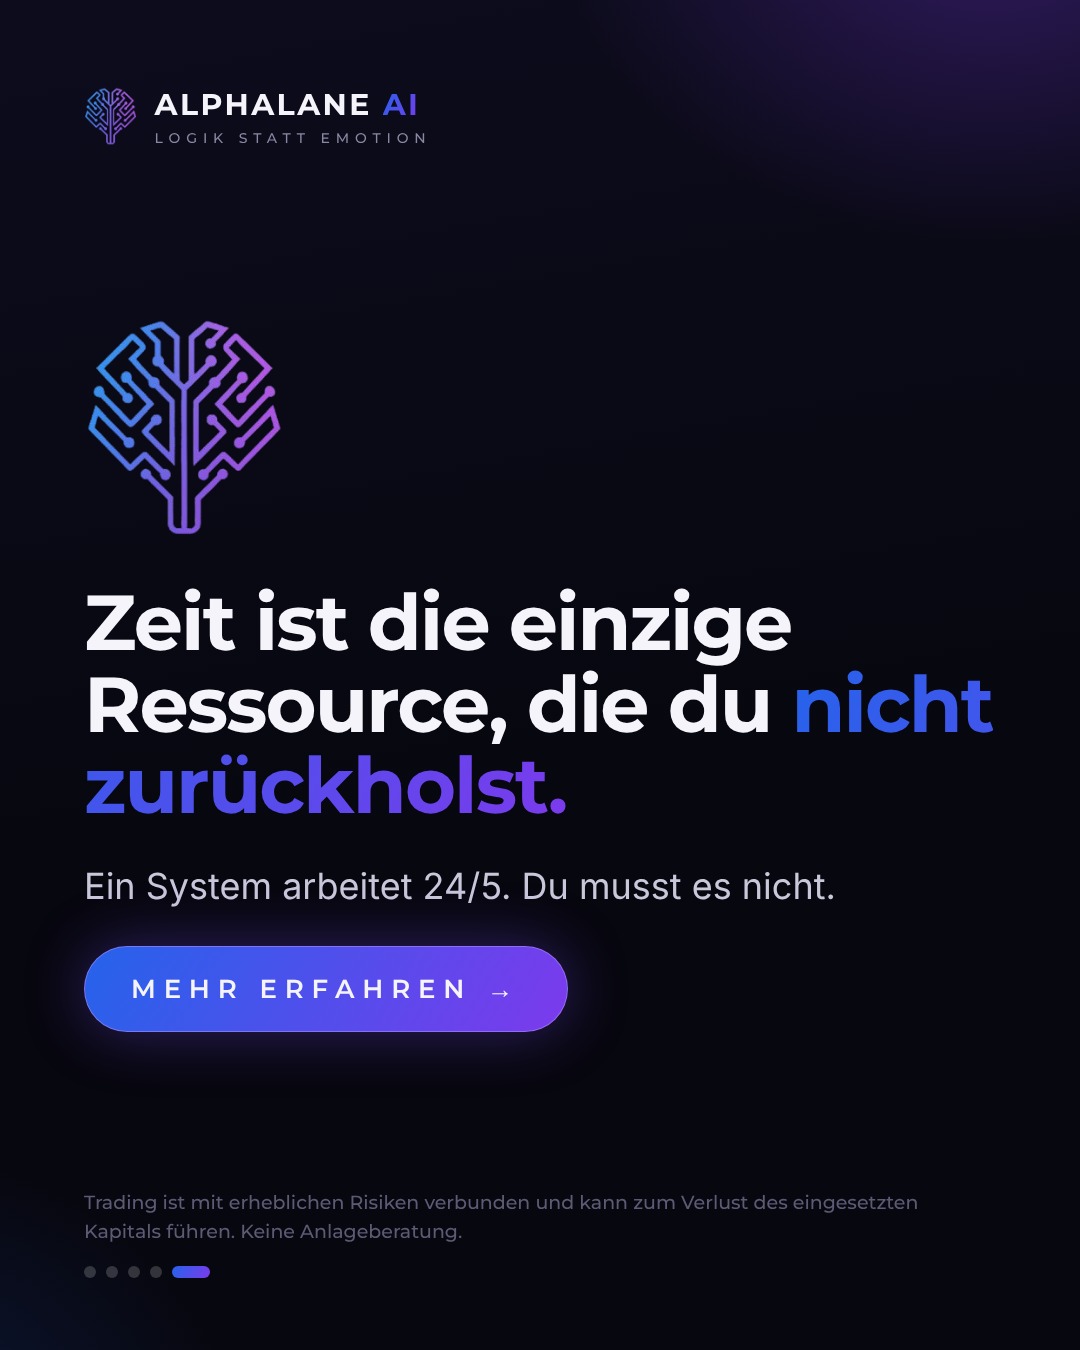 ALPHALANE AI
LOGIK STATT EMOTION
Zeit ist die einzige
Ressource, die du nicht
zurückholst.
Ein System arbeitet 24/5. Du musst es nicht.
MEHR ERFAHREN →
Trading ist mit erheblichen Risiken verbunden und kann zum Verlust des eingesetzten
Kapitals führen. Keine Anlageberatung.